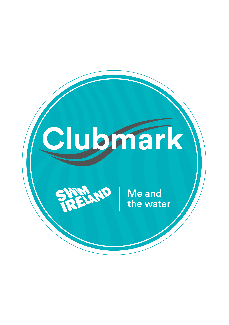 Clubmark
SWIM
IRELAND
Me and
the water